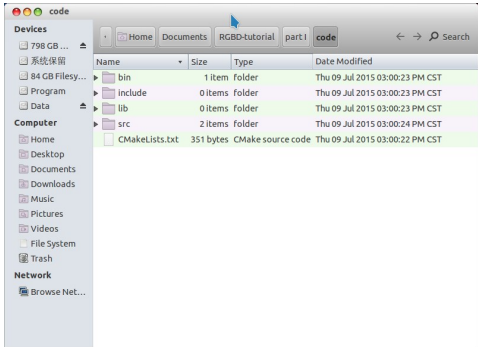 code
Devices
798 GB ...
系统保留
84 GB Filesy...
Program
Data
Computer
Home
Desktop
Documents
Downloads
Music
Pictures
Videos
File System
Trash
Network
Browse Net...
Home Documents RGBD-tutorial part I code Search
Name Size Type Date Modified
bin 1 item folder Thu 09 Jul 2015 03:00:23 PM CST
include 0 items folder Thu 09 Jul 2015 03:00:23 PM CST
lib 0 items folder Thu 09 Jul 2015 03:00:23 PM CST
src 2 items folder Thu 09 Jul 2015 03:00:24 PM CST
CMakeLists.txt 351 bytes CMake source code Thu 09 Jul 2015 03:00:22 PM CST